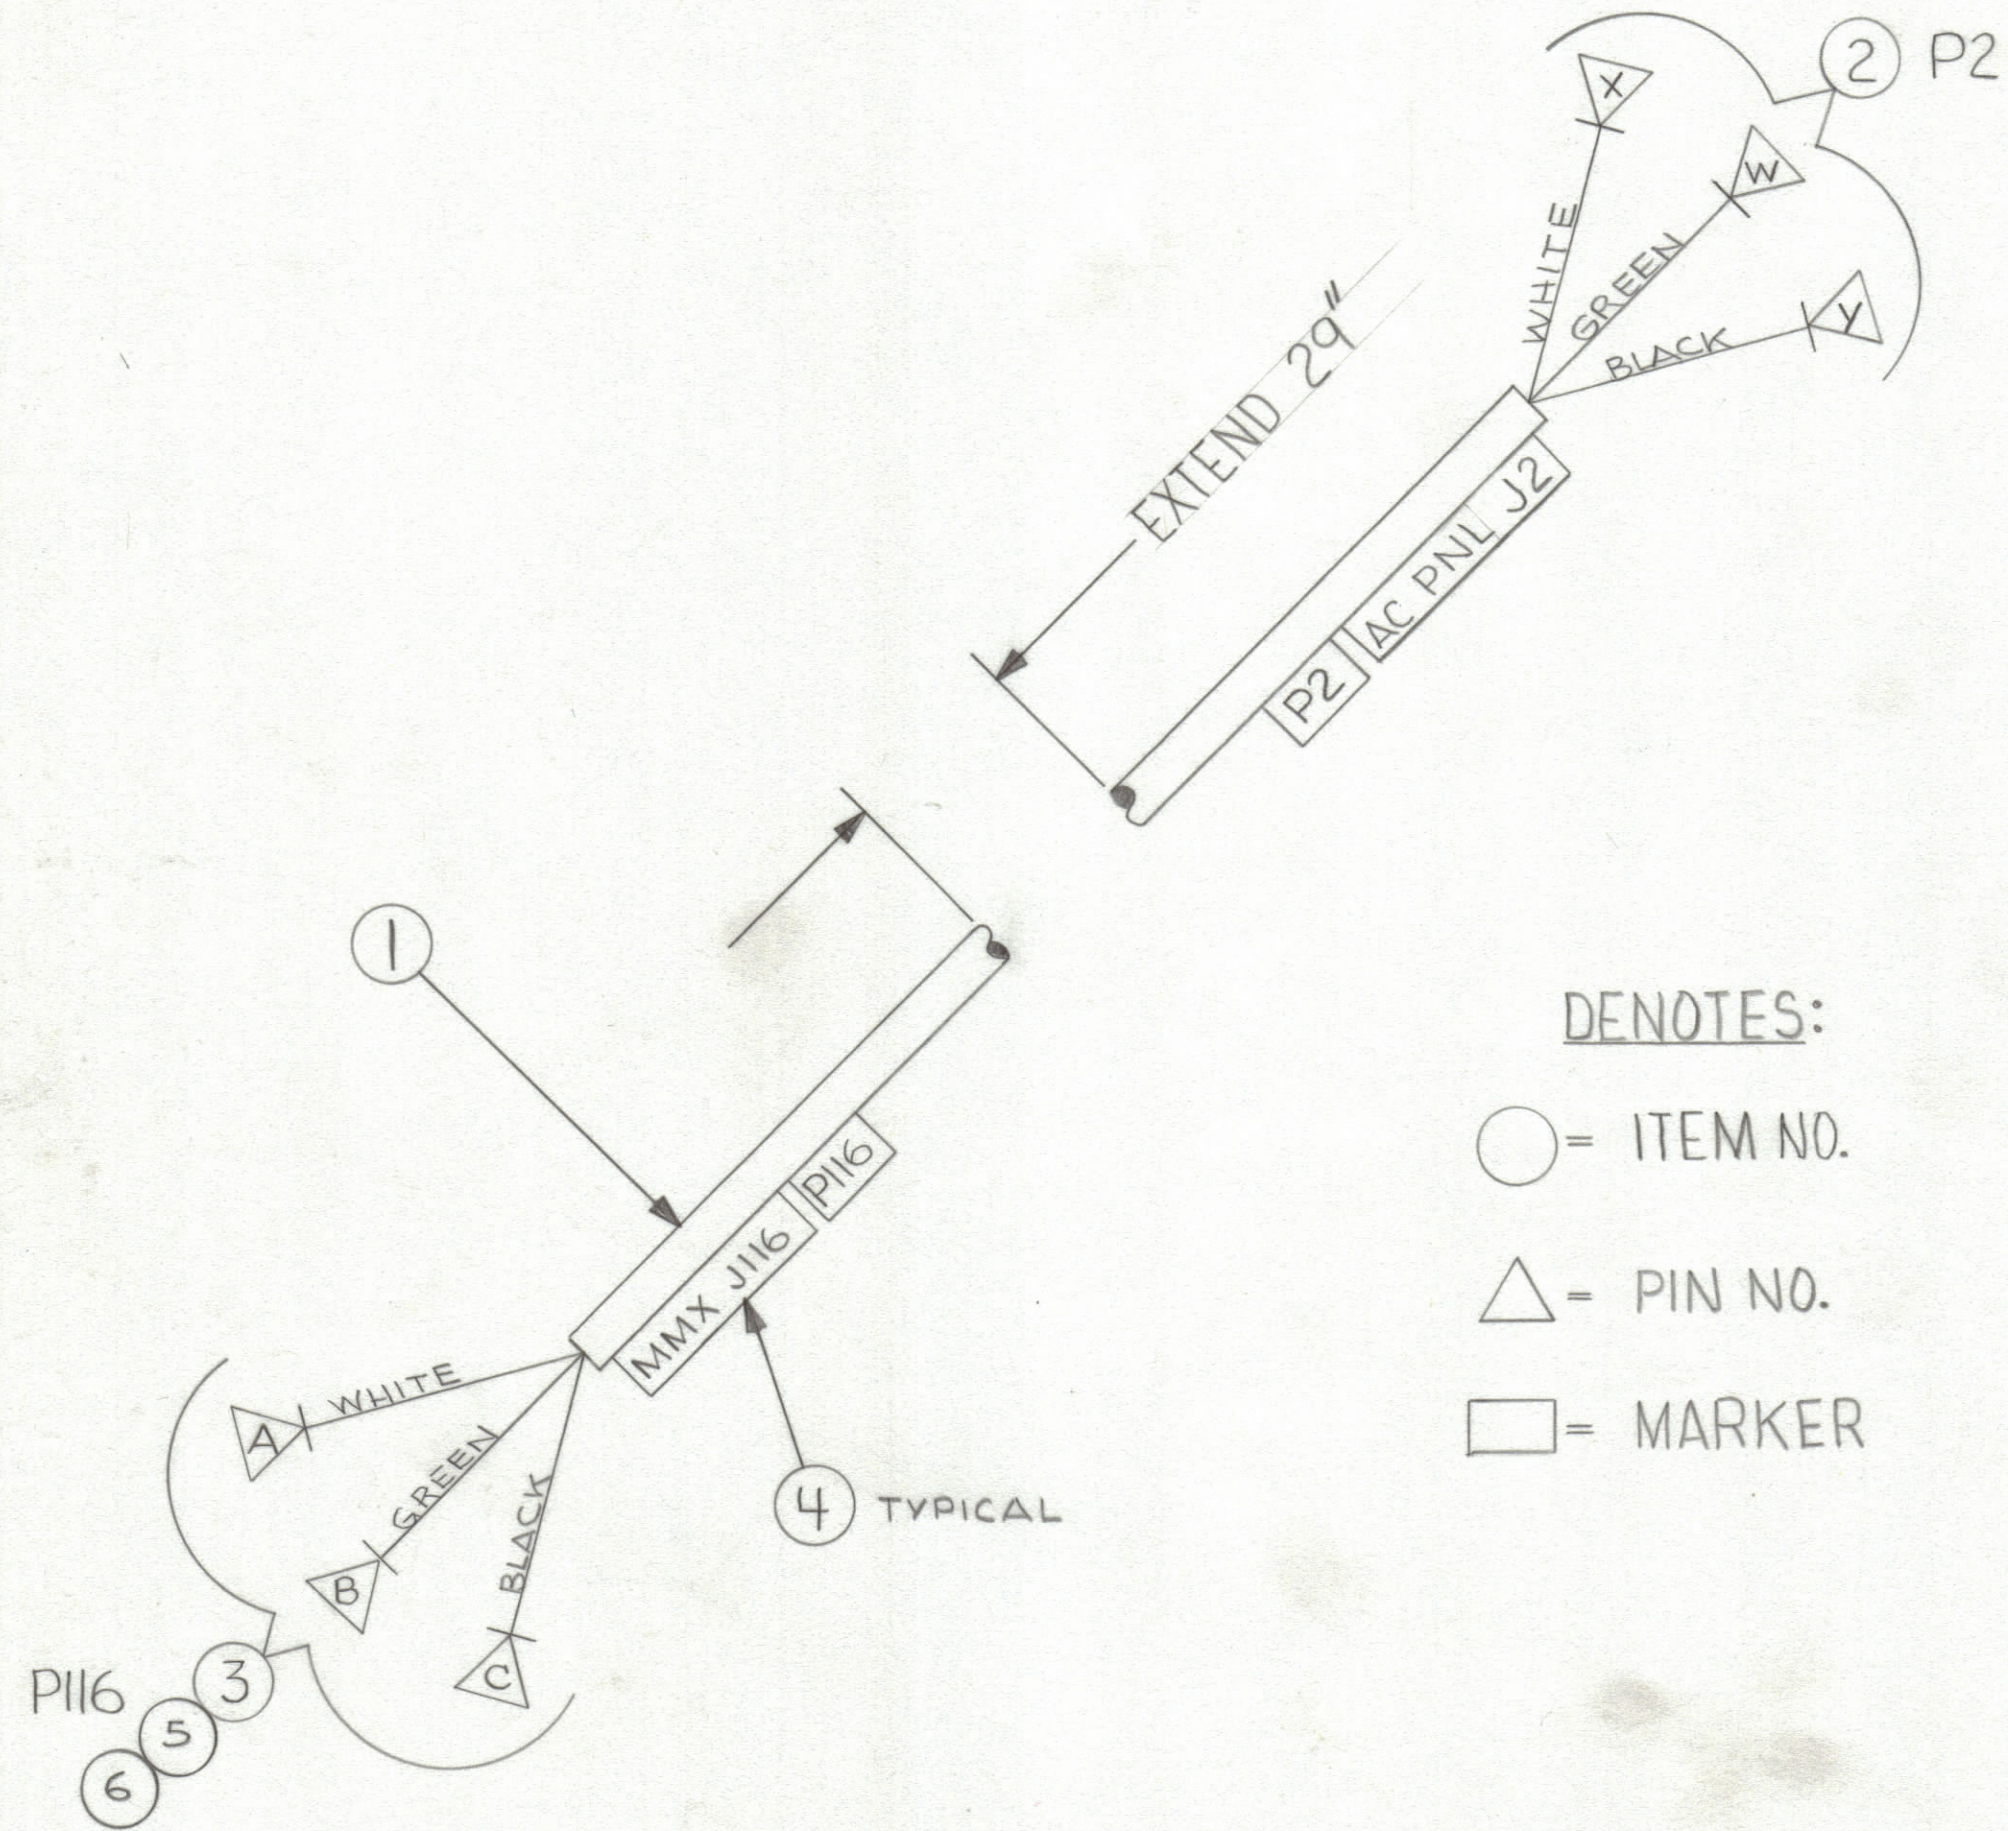 2 P2
X
W
Y
WHITE
GREEN
BLACK
EXTEND 29"
AC PNL J2
P2
1
P116
MMX J116
4 TYPICAL
WHITE
GREEN
BLACK
A
B
C
P116 3
5
6
DENOTES:
= ITEM NO.
= PIN NO.
= MARKER